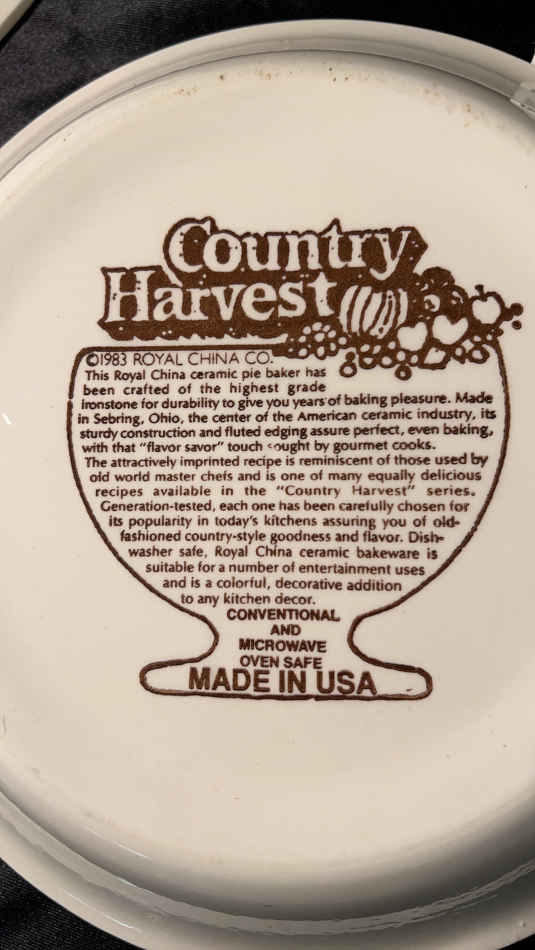 Country
Harvest
©1983 ROYAL CHINA CO.
This Royal China ceramic pie baker has
been crafted of the highest grade
ironstone for durability to give you years of baking pleasure. Made
in Sebring, Ohio, the center of the American ceramic industry, its
sturdy construction and fluted edging assure perfect, even baking,
with that "flavor savor" touch sought by gourmet cooks.
The attractively imprinted recipe is reminiscent of those used by
old world master chefs and is one of many equally delicious
recipes available in the "Country Harvest" series.
Generation-tested, each one has been carefully chosen for
its popularity in today's kitchens assuring you of old-
fashioned country-style goodness and flavor. Dish-
washer safe, Royal China ceramic bakeware is
suitable for a number of entertainment uses
and is a colorful, decorative addition
to any kitchen decor.
CONVENTIONAL
AND
MICROWAVE
OVEN SAFE
MADE IN USA